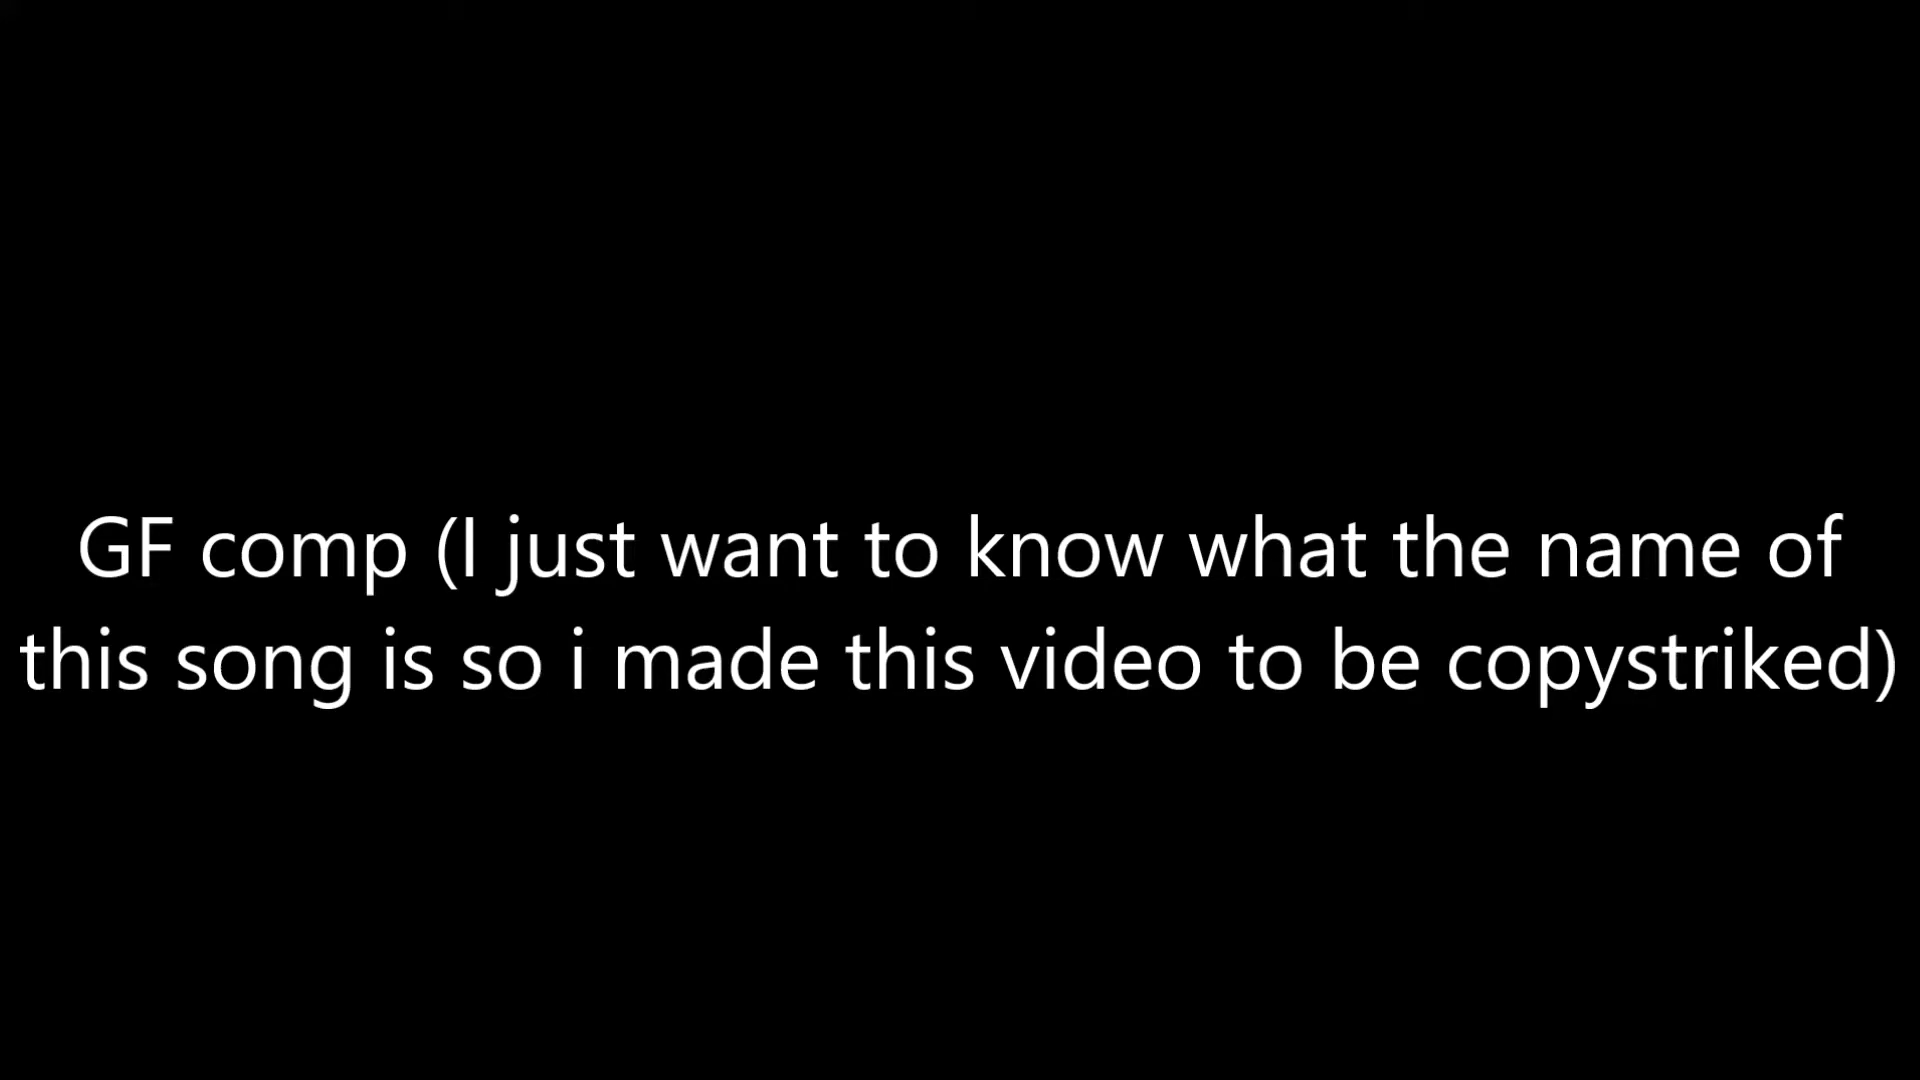 GF comp (I just want to know what the name of
this song is so i made this video to be copystriked)